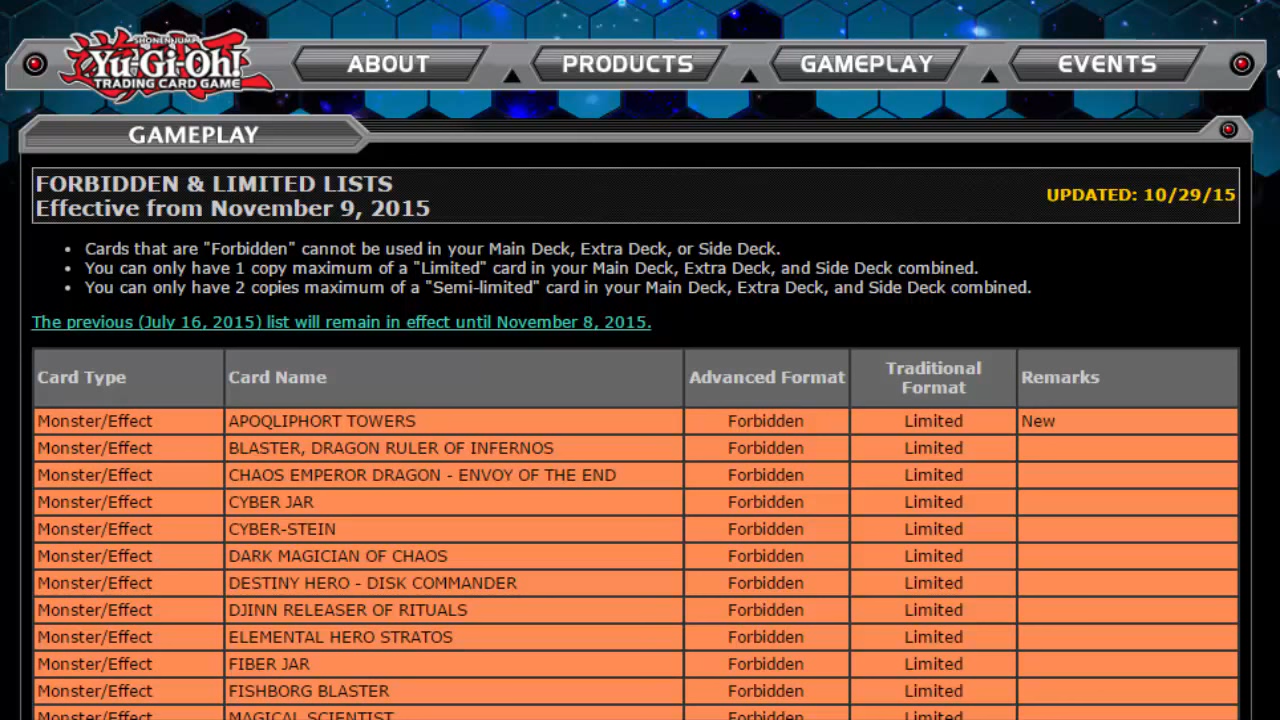 SHONEN JUMP
Yu-Gi-Oh!
TRADING CARD GAME
ABOUT
PRODUCTS
GAMEPLAY
EVENTS
GAMEPLAY
FORBIDDEN & LIMITED LISTS
Effective from November 9, 2015
UPDATED: 10/29/15
• Cards that are "Forbidden" cannot be used in your Main Deck, Extra Deck, or Side Deck.
• You can only have 1 copy maximum of a "Limited" card in your Main Deck, Extra Deck, and Side Deck combined.
• You can only have 2 copies maximum of a "Semi-limited" card in your Main Deck, Extra Deck, and Side Deck combined.
The previous (July 16, 2015) list will remain in effect until November 8, 2015.
Card Type Card Name Advanced Format Traditional Format Remarks
Monster/Effect APOQLIPHORT TOWERS Forbidden Limited New
Monster/Effect BLASTER, DRAGON RULER OF INFERNOS Forbidden Limited
Monster/Effect CHAOS EMPEROR DRAGON - ENVOY OF THE END Forbidden Limited
Monster/Effect CYBER JAR Forbidden Limited
Monster/Effect CYBER-STEIN Forbidden Limited
Monster/Effect DARK MAGICIAN OF CHAOS Forbidden Limited
Monster/Effect DESTINY HERO - DISK COMMANDER Forbidden Limited
Monster/Effect DJINN RELEASER OF RITUALS Forbidden Limited
Monster/Effect ELEMENTAL HERO STRATOS Forbidden Limited
Monster/Effect FIBER JAR Forbidden Limited
Monster/Effect FISHBORG BLASTER Forbidden Limited
Monster/Effect MAGICAL SCIENTIST Forbidden Limited